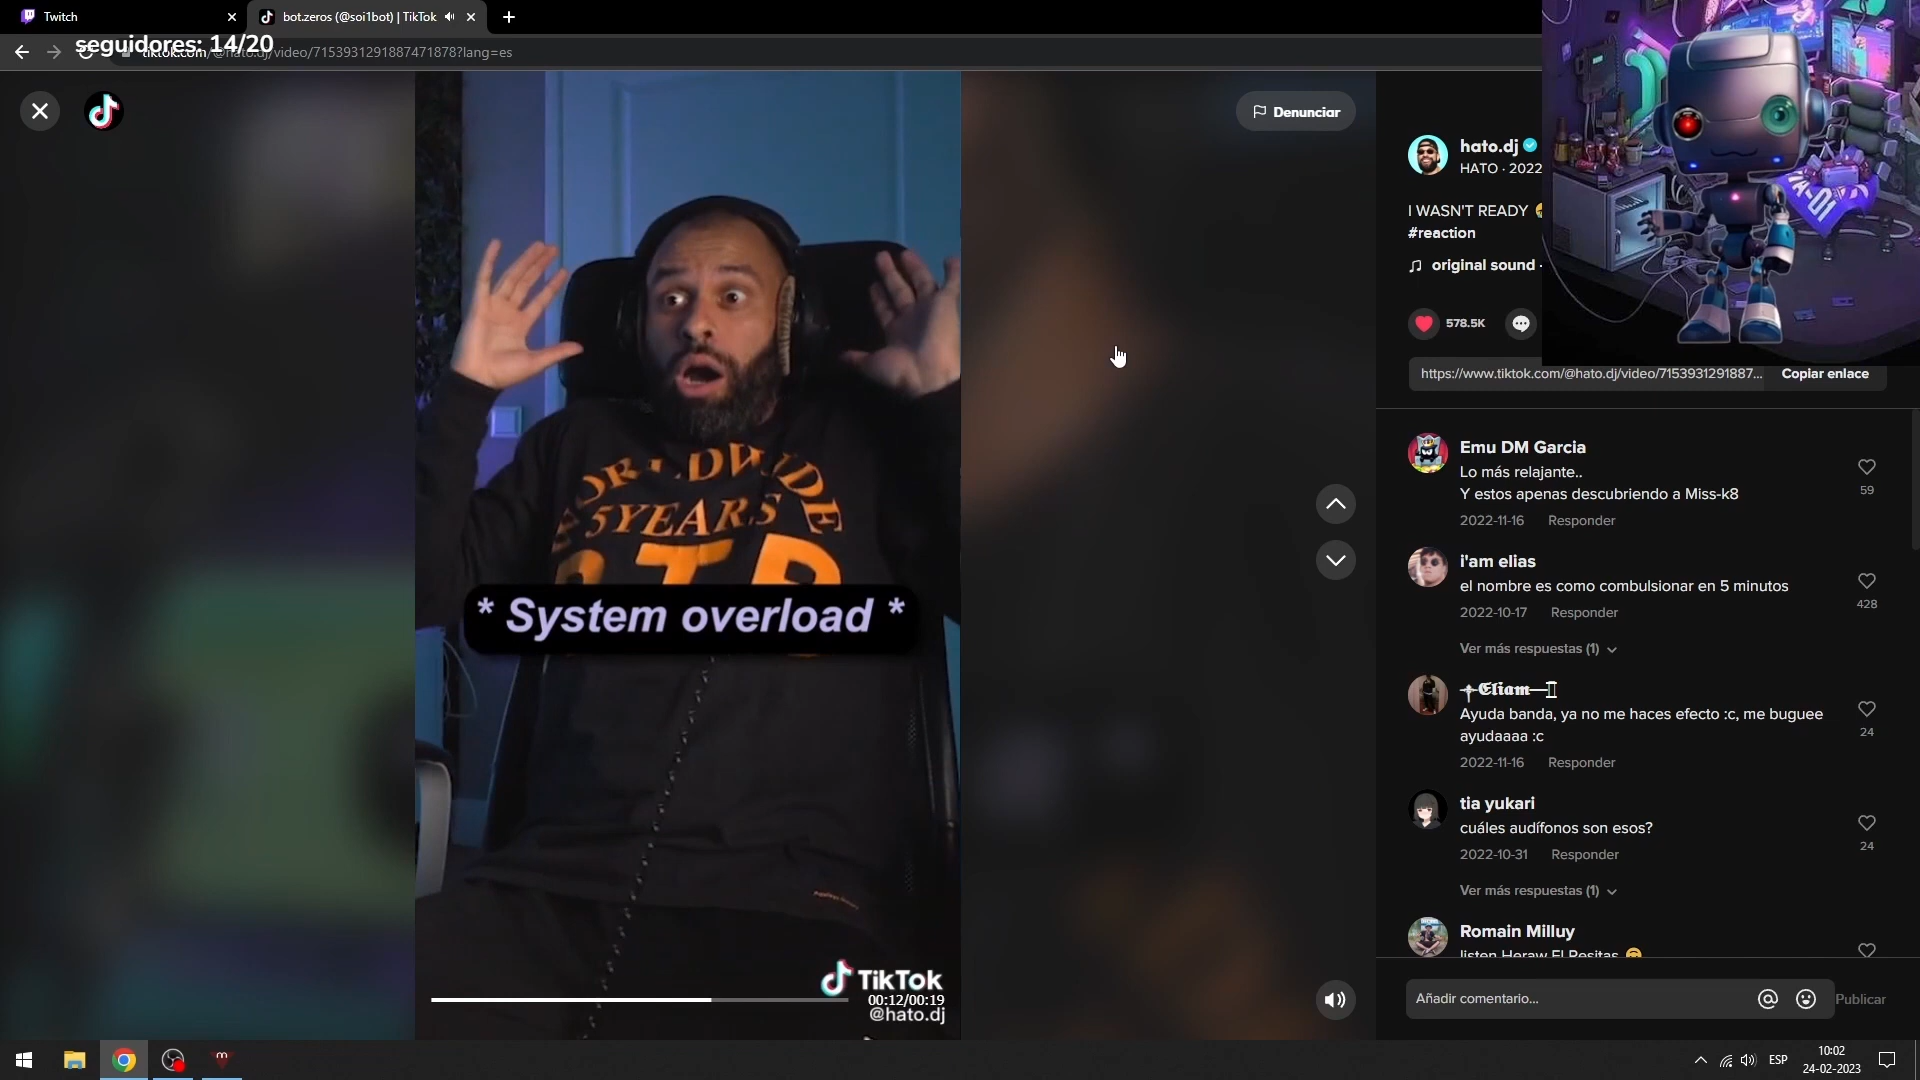 Twitch
bot.zeros (@soi1bot) | TikTok
seguidores: 14/20
tiktok.com/@hato.dj/video/7153931291887471878?lang=es
Denunciar
hato.dj
HATO · 2022
I WASN'T READY
#reaction
original sound -
578.5K
https://www.tiktok.com/@hato.dj/video/7153931291887...
Copiar enlace
WORLDWIDE
5YEARS
* System overload *
TikTok
00:12/00:19
@hato.dj
Emu DM Garcia
Lo más relajante..
Y estos apenas descubriendo a Miss-k8
59
2022-11-16 Responder
i'am elias
el nombre es como combulsionar en 5 minutos
428
2022-10-17 Responder
Ver más respuestas (1)
𝕰𝖑𝖎𝖆𝖒
Ayuda banda, ya no me haces efecto :c, me buguee
ayudaaaa :c
24
2022-11-16 Responder
tia yukari
cuáles audífonos son esos?
24
2022-10-31 Responder
Ver más respuestas (1)
Romain Milluy
listen Heraw El Pesitas 🙃
Añadir comentario...
Publicar
ESP
10:02
24-02-2023